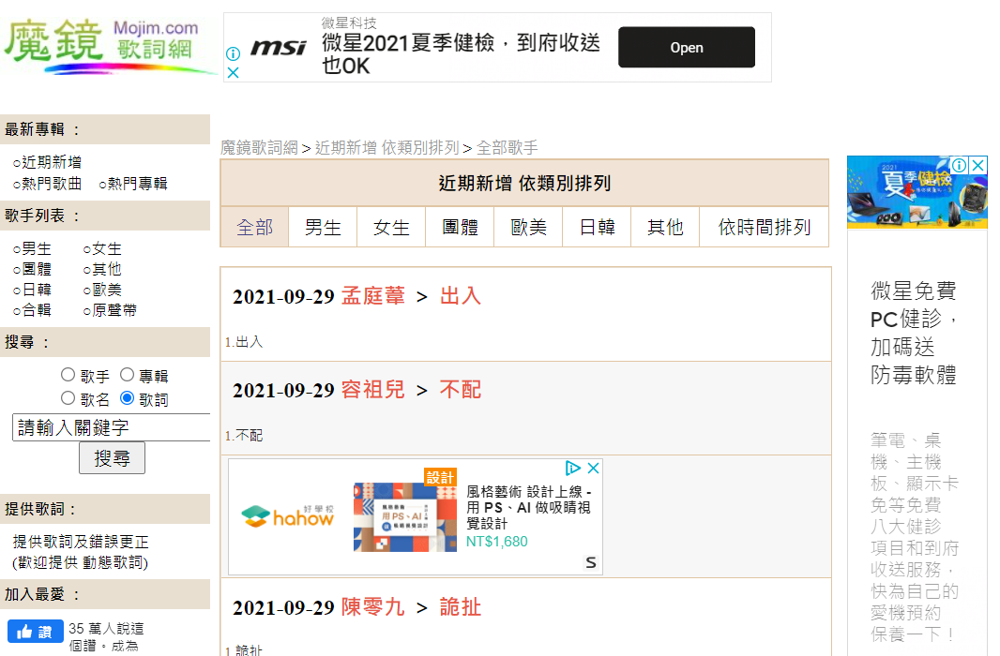 魔鏡 Mojim.com
歌詞網
微星科技
msi 微星2021夏季健檢，到府收送
也OK
Open
最新專輯 ：
○近期新增
○熱門歌曲 ○熱門專輯
歌手列表 ：
○男生 ○女生
○團體 ○其他
○日韓 ○歐美
○合輯 ○原聲帶
搜尋 ：
歌手 專輯
歌名 歌詞
請輸入關鍵字
搜尋
提供歌詞：
提供歌詞及錯誤更正
(歡迎提供 動態歌詞)
加入最愛 ：
讚 35 萬人說這
個讚。成為
魔鏡歌詞網 > 近期新增 依類別排列 > 全部歌手
近期新增 依類別排列
全部 男生 女生 團體 歐美 日韓 其他 依時間排列
2021-09-29 孟庭葦 > 出入
1.出入
2021-09-29 容祖兒 > 不配
1.不配
好學校
hahow
設計
風格藝術
用 PS、AI
風格藝術 設計上線 -
用 PS、AI 做吸睛視
覺設計
NT$1,680
S
2021-09-29 陳零九 > 詭扯
1.詭扯
2021
夏季健檢
微星免費
PC健診，
加碼送
防毒軟體
筆電、桌
機、主機
板、顯示卡
免等免費
八大健診
項目和到府
收送服務，
快為自己的
愛機預約
保養一下！